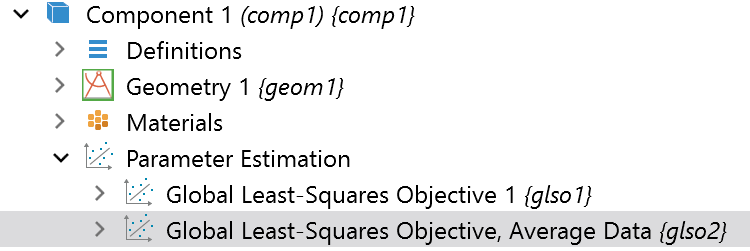 Component 1 (comp1) {comp1}
Definitions
Geometry 1 {geom1}
Materials
Parameter Estimation
Global Least-Squares Objective 1 {glso1}
Global Least-Squares Objective, Average Data {glso2}